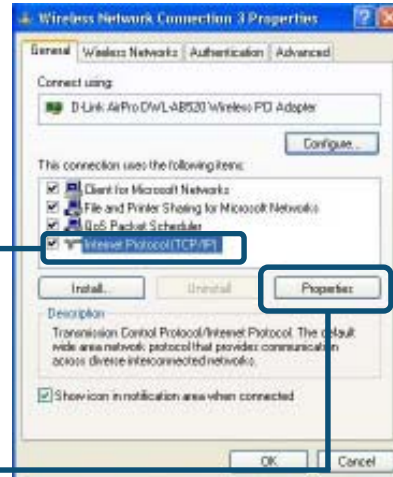 Wireless Network Connection 3 Properties
General Wireless Networks Authentication Advanced
Connect using:
D-Link AirPro DWL-AB520 Wireless PCI Adapter
Configure...
This connection uses the following items:
Client for Microsoft Networks
File and Printer Sharing for Microsoft Networks
QoS Packet Scheduler
Internet Protocol (TCP/IP)
Install... Uninstall Properties
Description
Transmission Control Protocol/Internet Protocol. The default
wide area network protocol that provides communication
across diverse interconnected networks.
Show icon in notification area when connected
OK Cancel